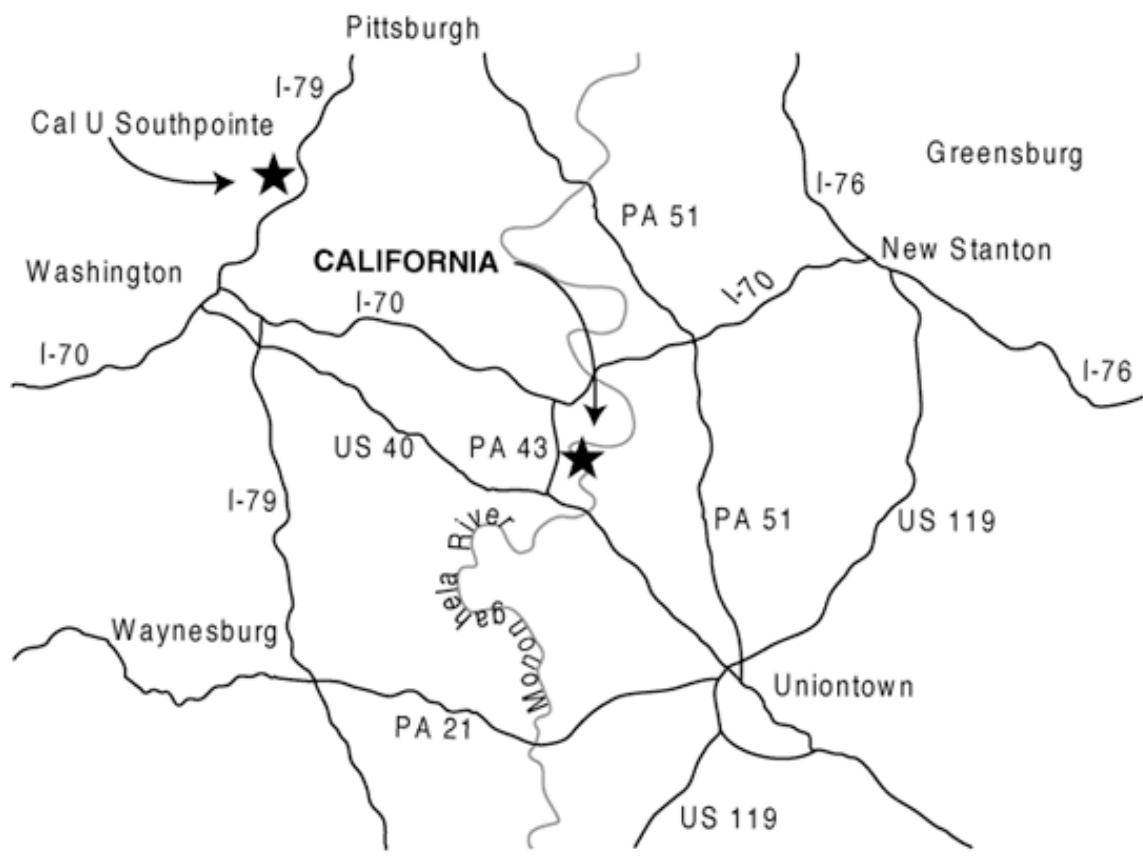 Pittsburgh
I-79
Cal U Southpointe
Greensburg
I-76
PA 51
New Stanton
CALIFORNIA
Washington
I-70
I-70
I-70
I-76
US 40
PA 43
I-79
PA 51
US 119
Monongahela River
Waynesburg
Uniontown
PA 21
US 119